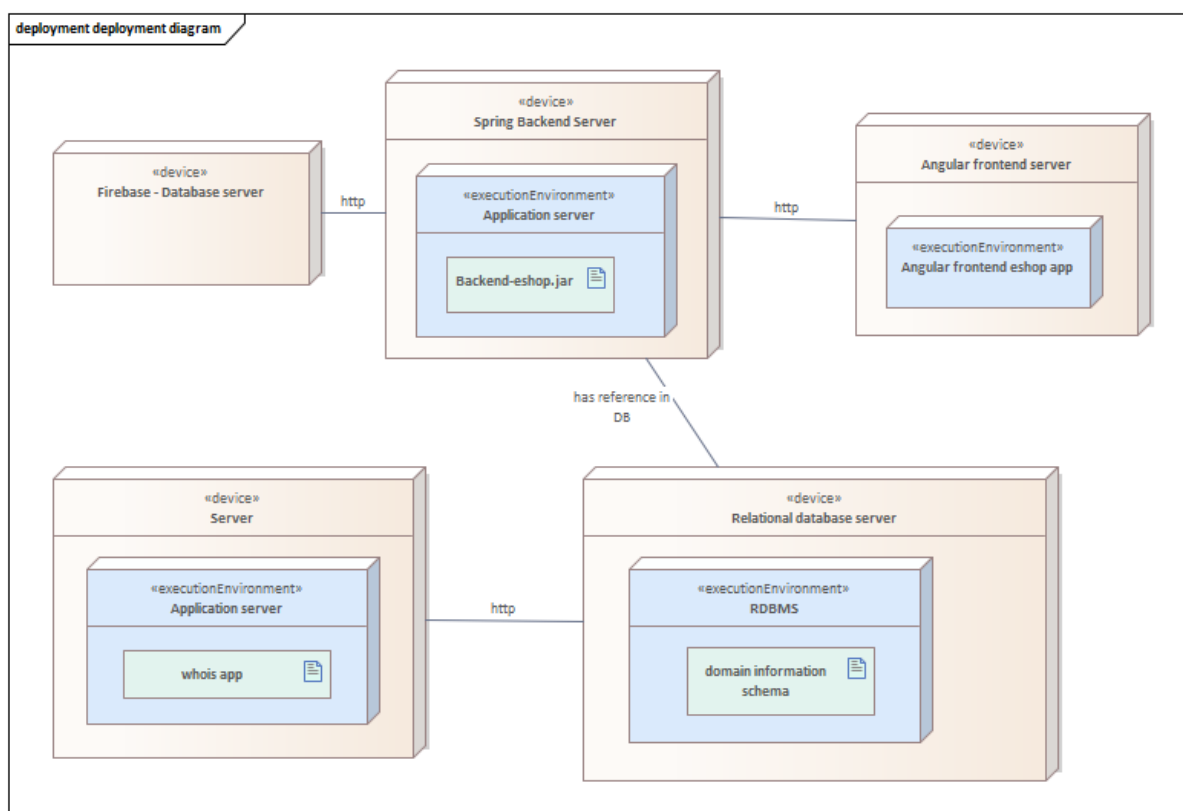 deployment deployment diagram
«device»
Spring Backend Server
«executionEnvironment»
Application server
Backend-eshop.jar
«device»
Firebase - Database server
http
http
«device»
Angular frontend server
«executionEnvironment»
Angular frontend eshop app
has reference in
DB
«device»
Server
«executionEnvironment»
Application server
whois app
http
«device»
Relational database server
«executionEnvironment»
RDBMS
domain information
schema